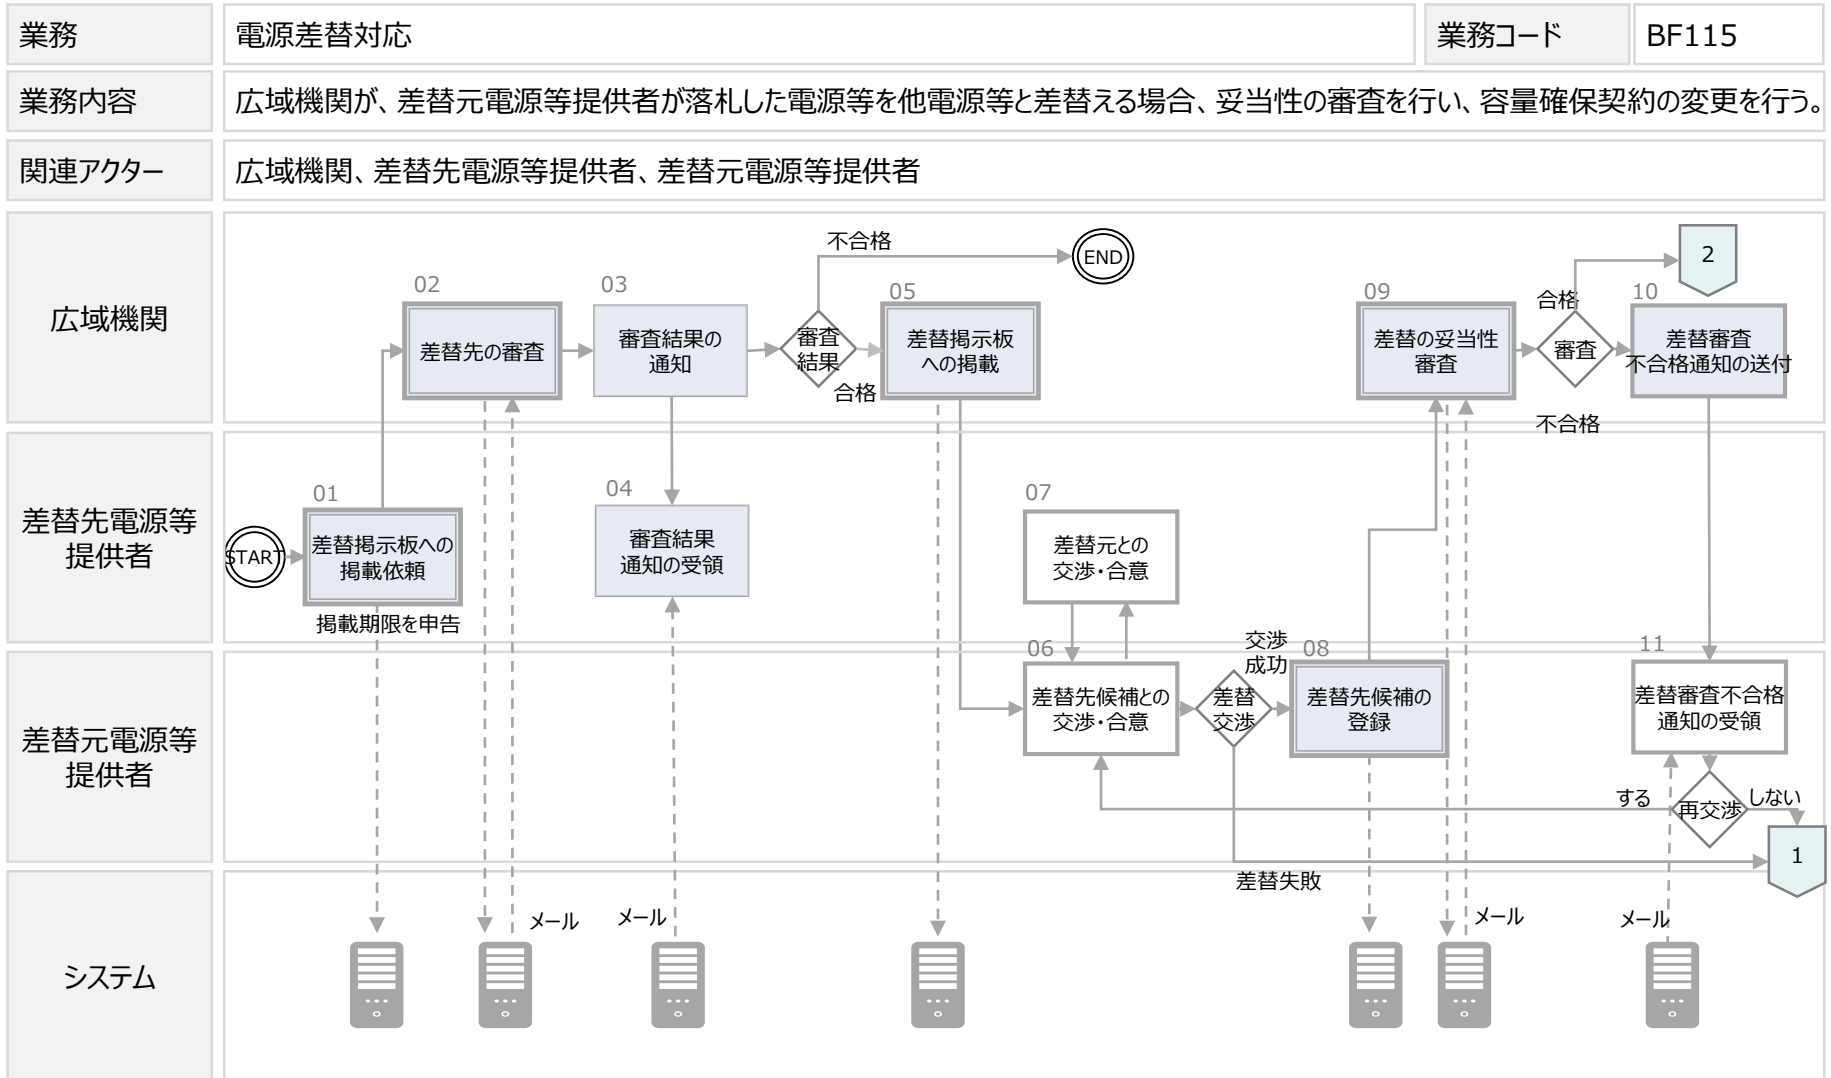 業務
電源差替対応
業務コード
BF115
業務内容
広域機関が、差替元電源等提供者が落札した電源等を他電源等と差替える場合、妥当性の審査を行い、容量確保契約の変更を行う。
関連アクター
広域機関、差替先電源等提供者、差替元電源等提供者
広域機関
02
差替先の審査
03
審査結果の
通知
審査
結果
不合格
合格
END
05
差替掲示板
への掲載
09
差替の妥当性
審査
審査
合格
不合格
2
10
差替審査
不合格通知の送付
差替先電源等
提供者
START
01
差替掲示板への
掲載依頼
掲載期限を申告
04
審査結果
通知の受領
07
差替元との
交渉・合意
差替元電源等
提供者
06
差替先候補との
交渉・合意
差替
交渉
交渉
成功
差替失敗
08
差替先候補の
登録
11
差替審査不合格
通知の受領
再交渉
する
しない
1
システム
メール
メール
メール
メール